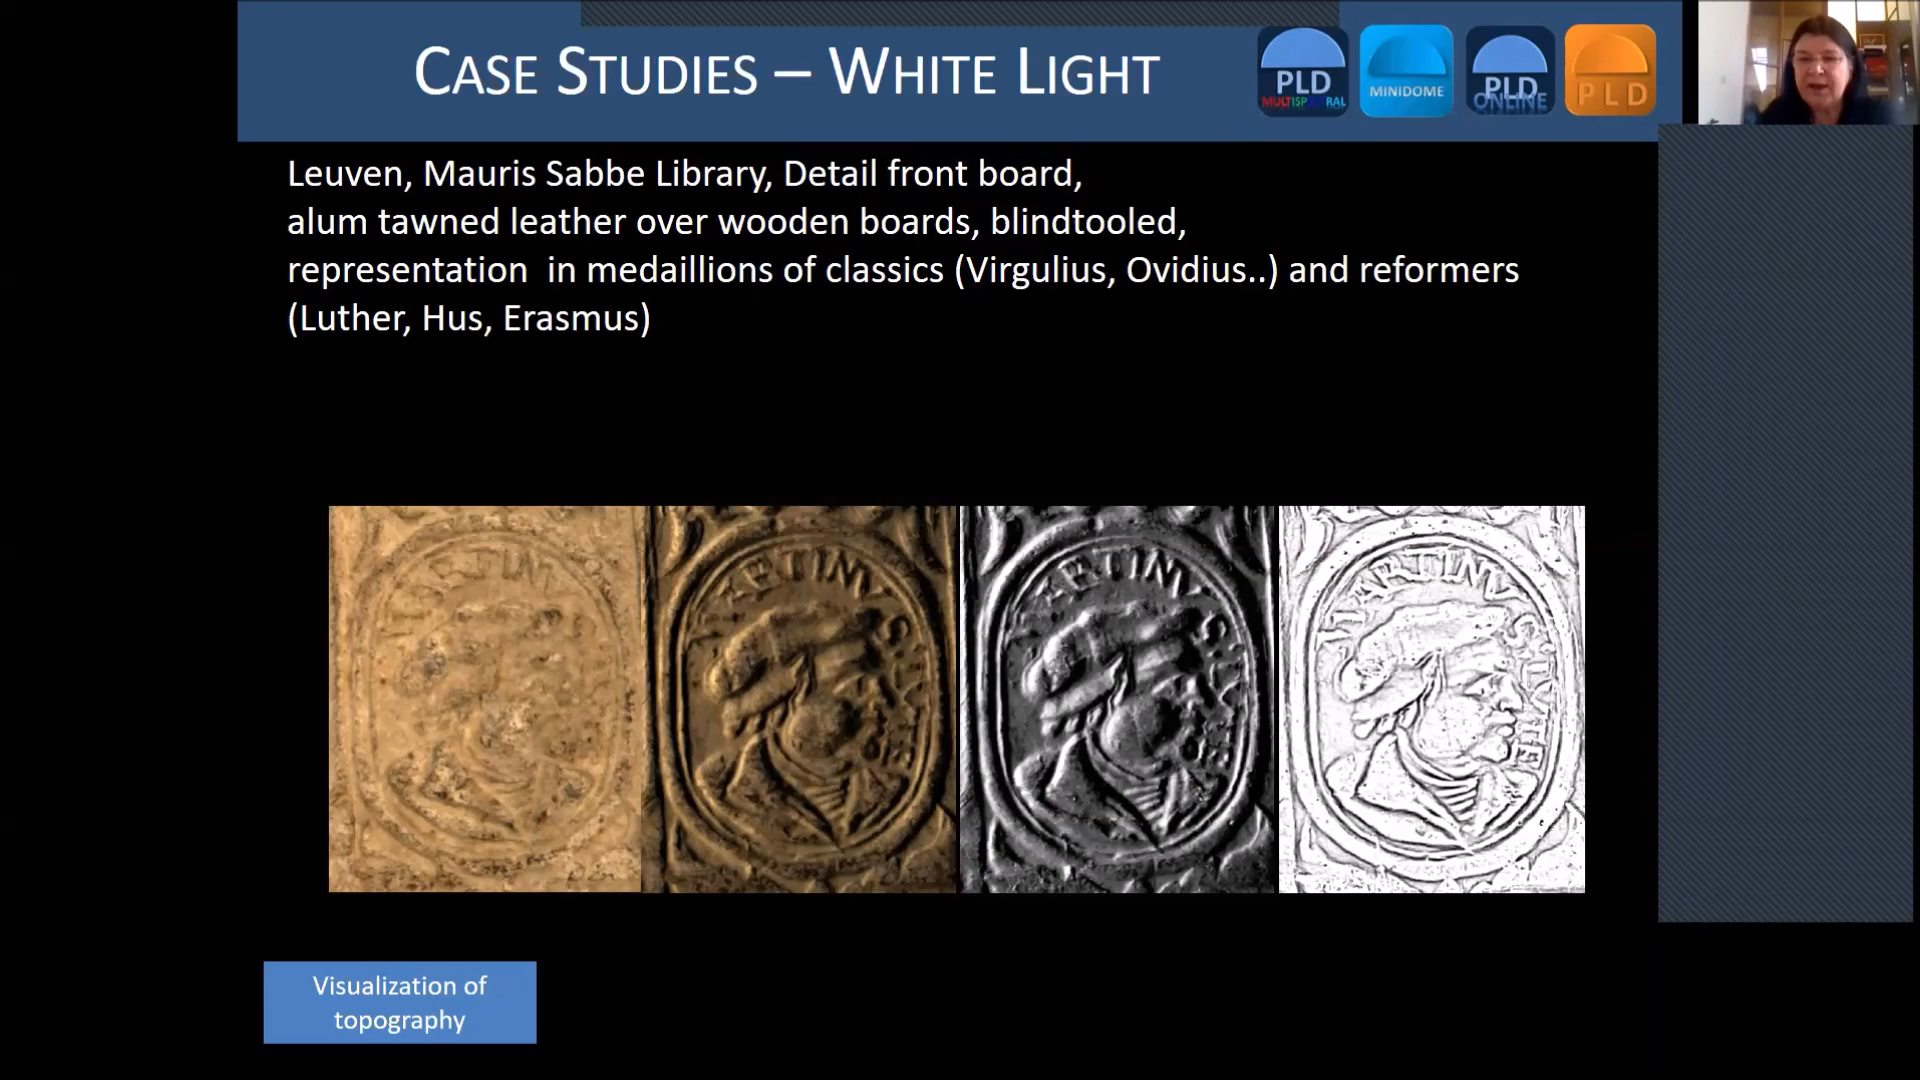 CASE STUDIES – WHITE LIGHT
PLD
MULTISPECTRAL
MINIDOME
PLD
ONLINE
PLD
Leuven, Mauris Sabbe Library, Detail front board,
alum tawned leather over wooden boards, blindtooled,
representation in medaillions of classics (Virgulius, Ovidius..) and reformers
(Luther, Hus, Erasmus)
MARTINVS LVTE
Visualization of
topography